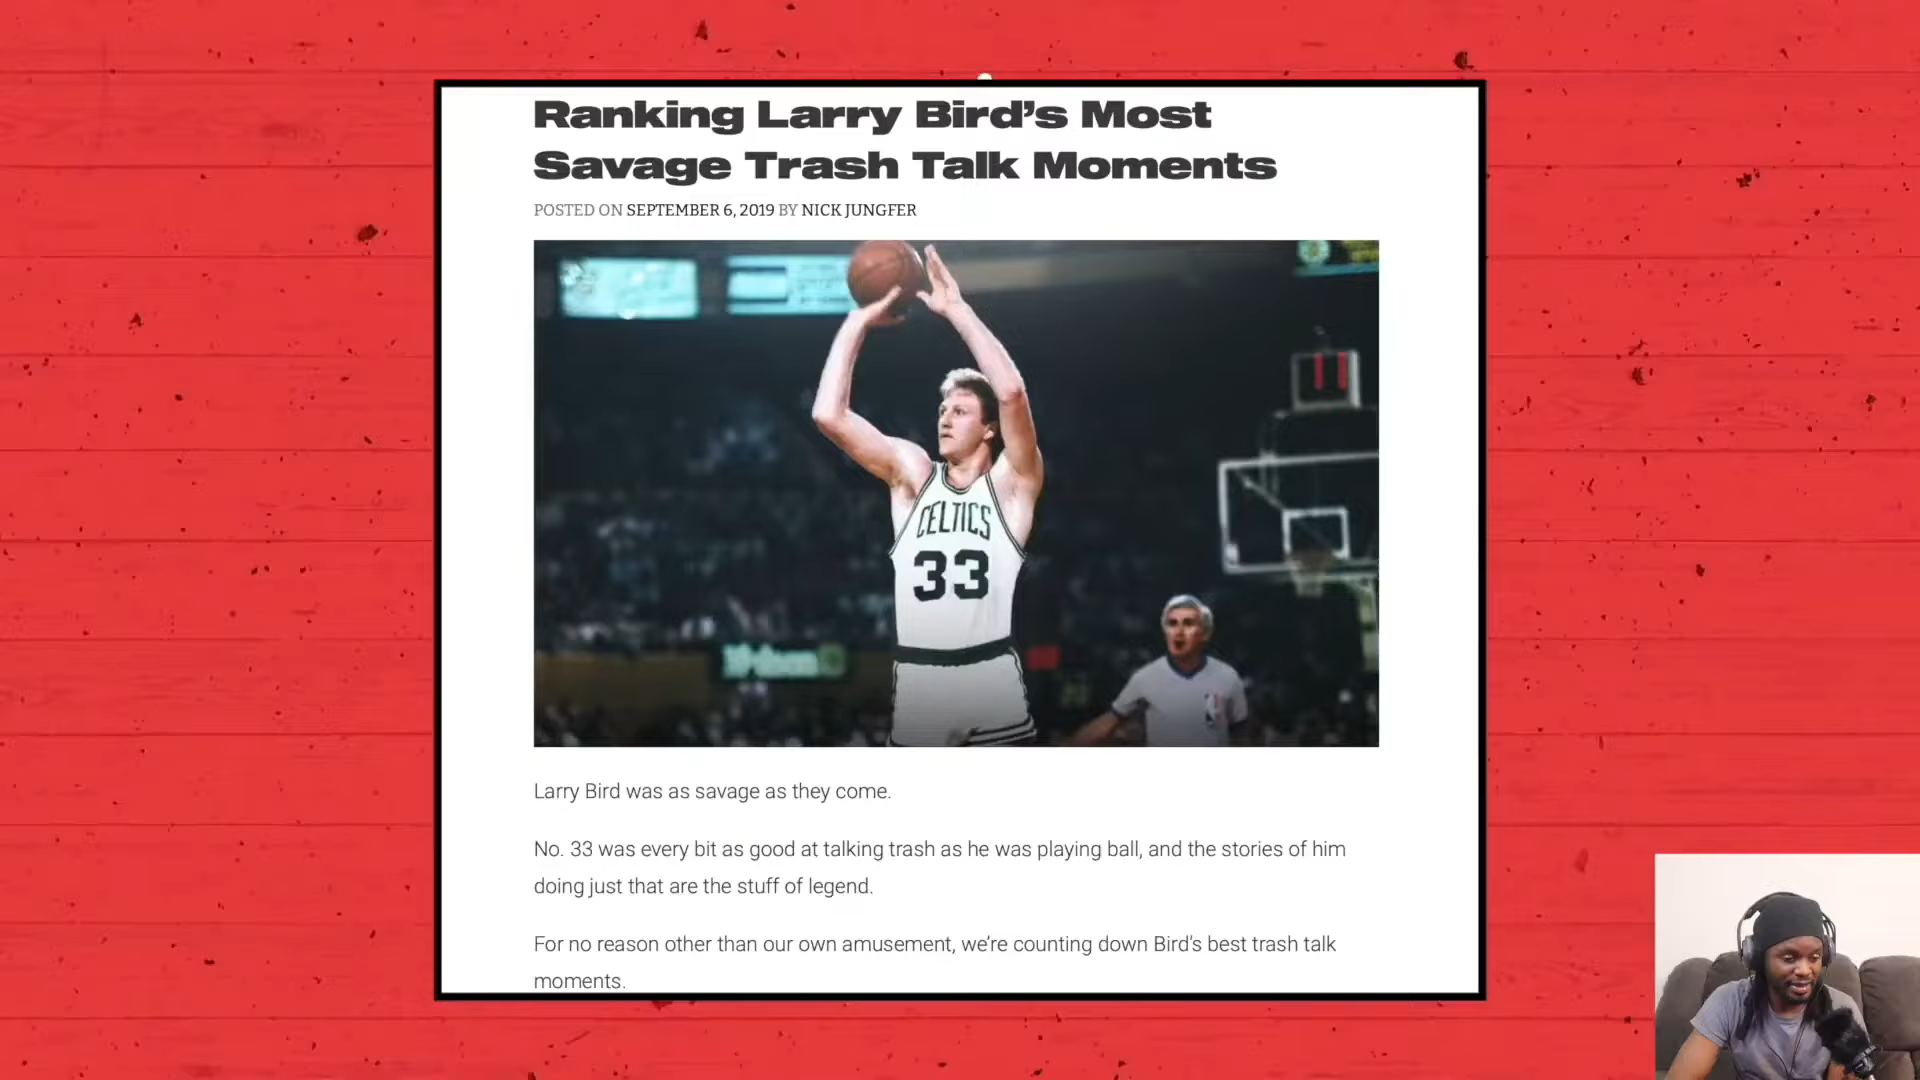 Ranking Larry Bird’s Most
Savage Trash Talk Moments
POSTED ON SEPTEMBER 6, 2019 BY NICK JUNGFER
11
CELTICS
33
Larry Bird was as savage as they come.
No. 33 was every bit as good at talking trash as he was playing ball, and the stories of him
doing just that are the stuff of legend.
For no reason other than our own amusement, we’re counting down Bird’s best trash talk
moments.